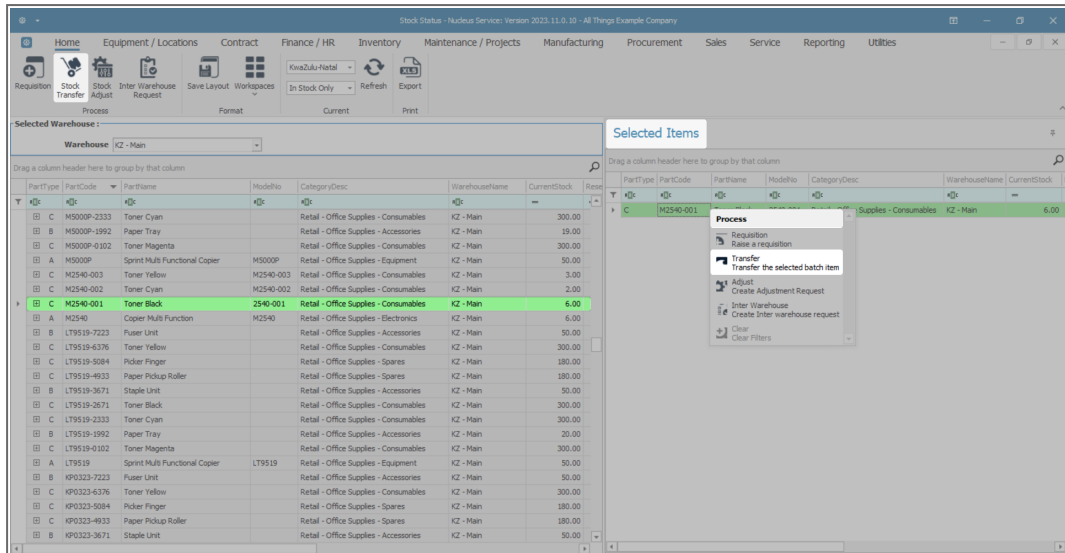 Stock Status - Nucleus Service: Version 2023.11.0.10 - All Things Example Company
Home Equipment / Locations Contract Finance / HR Inventory Maintenance / Projects Manufacturing Procurement Sales Service Reporting Utilities
Requisition Stock Transfer Stock Adjust Inter Warehouse Request Save Layout Workspaces KwaZulu-Natal In Stock Only Refresh Export
Process Format Current Print
Selected Warehouse :
Warehouse KZ - Main
Drag a column header here to group by that column
PartType PartCode PartName ModelNo CategoryDesc WarehouseName CurrentStock Rese
C M5000P-2333 Toner Cyan Retail - Office Supplies - Consumables KZ - Main 300.00
B M5000P-1992 Paper Tray Retail - Office Supplies - Accessories KZ - Main 19.00
C M5000P-0102 Toner Magenta Retail - Office Supplies - Consumables KZ - Main 300.00
A M5000P Sprint Multi Functional Copier M5000P Retail - Office Supplies - Equipment KZ - Main 50.00
C M2540-003 Toner Yellow M2540-003 Retail - Office Supplies - Consumables KZ - Main 3.00
C M2540-002 Toner Cyan M2540-002 Retail - Office Supplies - Consumables KZ - Main 2.00
C M2540-001 Toner Black 2540-001 Retail - Office Supplies - Consumables KZ - Main 6.00
A M2540 Copier Multi Function M2540 Retail - Office Supplies - Electronics KZ - Main 6.00
B LT9519-7223 Fuser Unit Retail - Office Supplies - Accessories KZ - Main 50.00
C LT9519-6376 Toner Yellow Retail - Office Supplies - Consumables KZ - Main 300.00
C LT9519-5084 Picker Finger Retail - Office Supplies - Spares KZ - Main 180.00
C LT9519-4933 Paper Pickup Roller Retail - Office Supplies - Spares KZ - Main 180.00
B LT9519-3671 Staple Unit Retail - Office Supplies - Accessories KZ - Main 50.00
C LT9519-2671 Toner Black Retail - Office Supplies - Consumables KZ - Main 300.00
C LT9519-2333 Toner Cyan Retail - Office Supplies - Consumables KZ - Main 300.00
B LT9519-1992 Paper Tray Retail - Office Supplies - Accessories KZ - Main 20.00
C LT9519-0102 Toner Magenta Retail - Office Supplies - Consumables KZ - Main 300.00
A LT9519 Sprint Multi Functional Copier LT9519 Retail - Office Supplies - Equipment KZ - Main 50.00
B KP0323-7223 Fuser Unit Retail - Office Supplies - Accessories KZ - Main 50.00
C KP0323-6376 Toner Yellow Retail - Office Supplies - Consumables KZ - Main 300.00
C KP0323-5084 Picker Finger Retail - Office Supplies - Spares KZ - Main 180.00
C KP0323-4933 Paper Pickup Roller Retail - Office Supplies - Spares KZ - Main 180.00
B KP0323-3671 Staple Unit Retail - Office Supplies - Accessories KZ - Main 50.00
Selected Items
Drag a column header here to group by that column
PartType PartCode PartName ModelNo CategoryDesc WarehouseName CurrentStock
C M2540-001 Supplies - Consumables KZ - Main 6.00
Process
Requisition
Raise a requisition
Transfer
Transfer the selected batch item
Adjust
Create Adjustment Request
Inter Warehouse
Create Inter warehouse request
Clear
Clear Filters